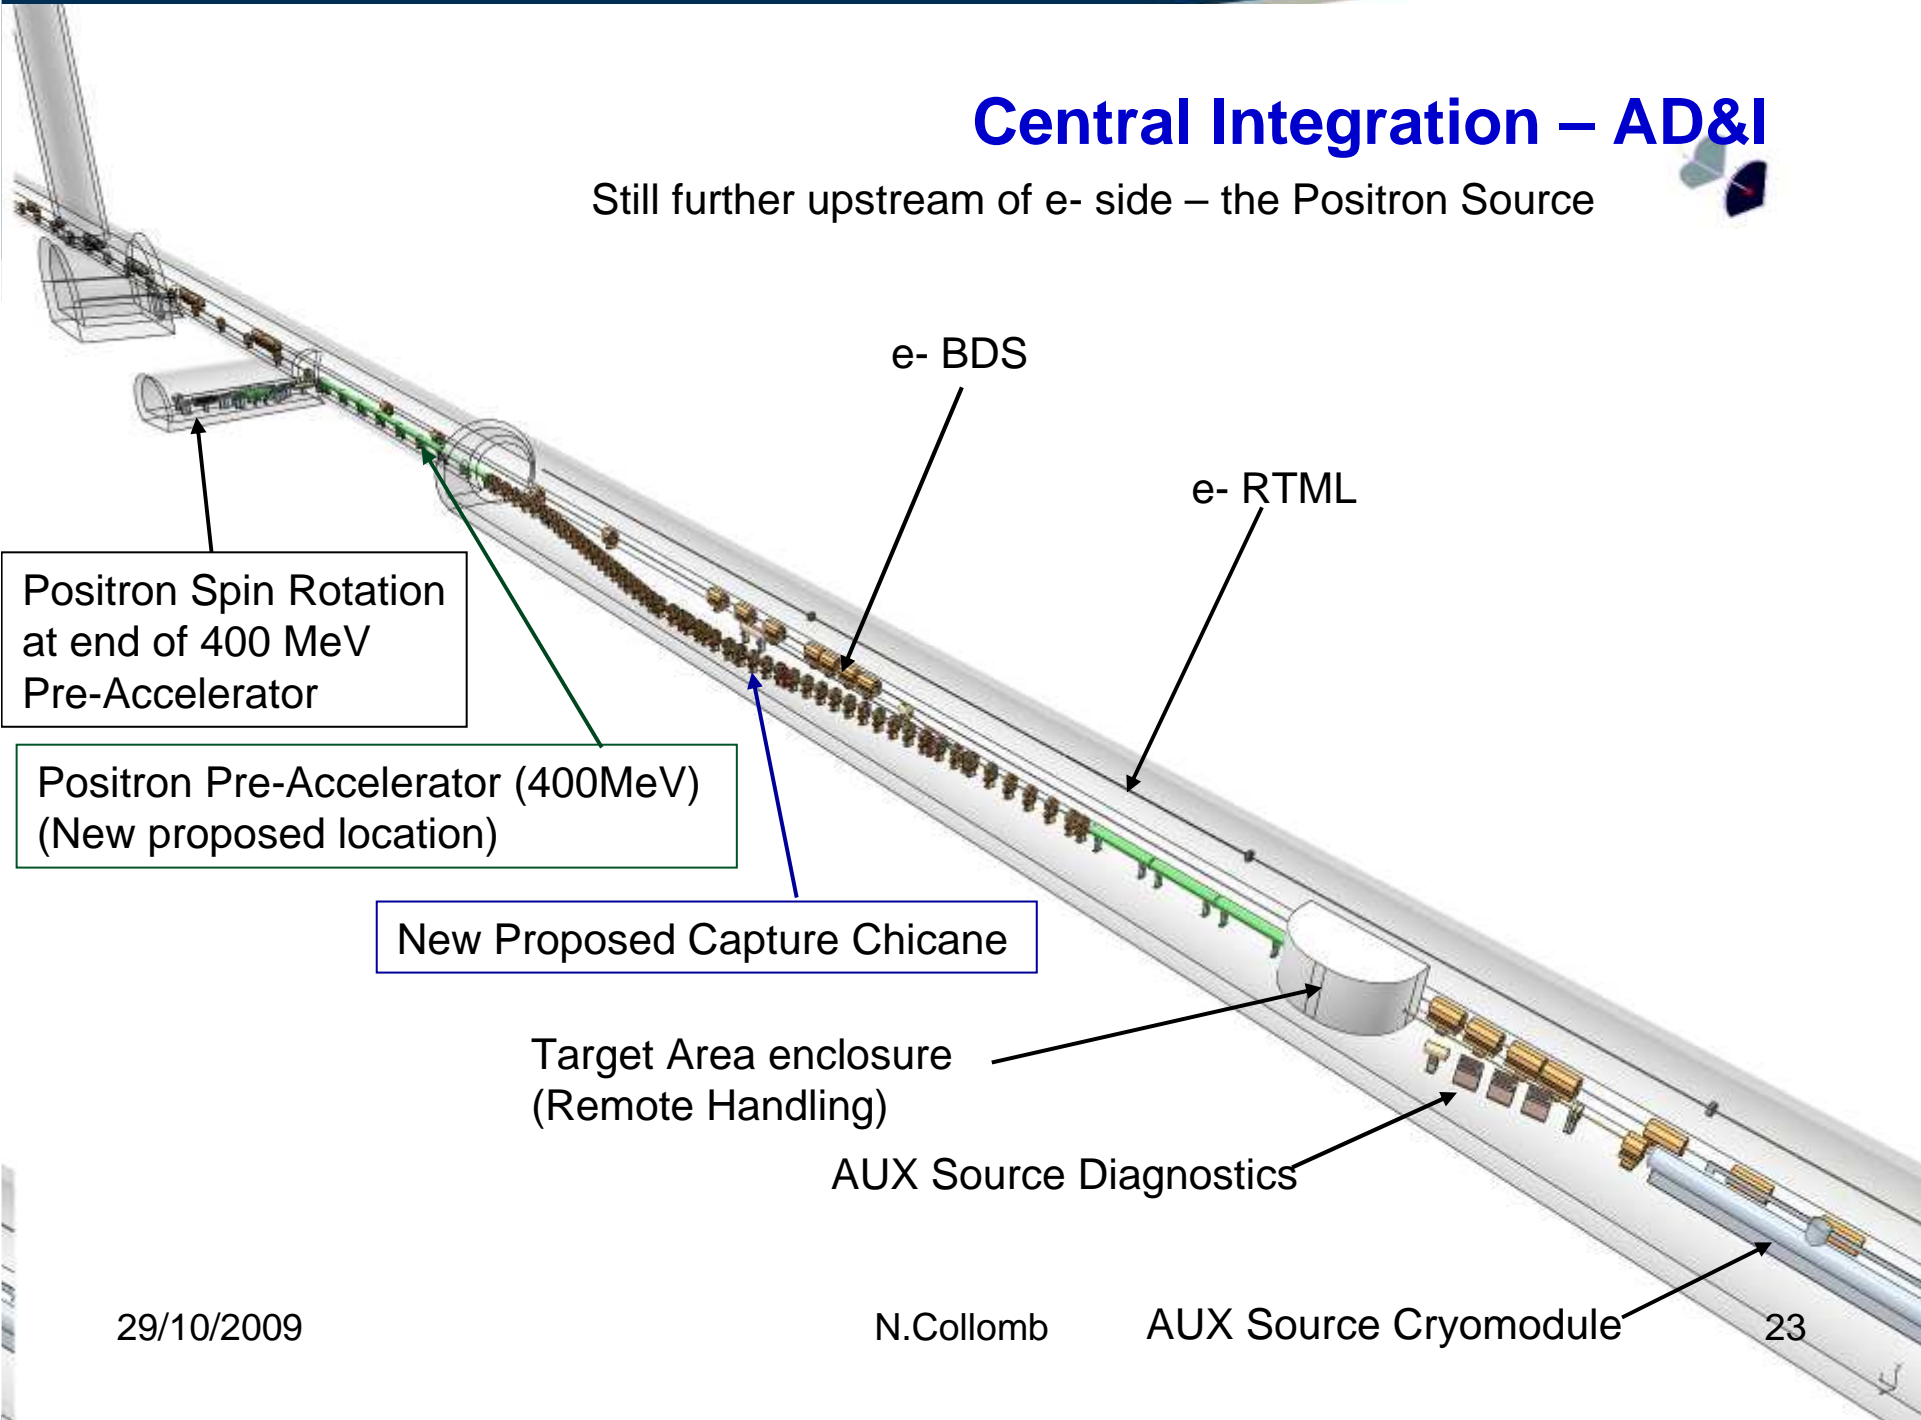 Central Integration – AD&I
Still further upstream of e- side – the Positron Source
e- BDS
e- RTML
Positron Spin Rotation
at end of 400 MeV
Pre-Accelerator
Positron Pre-Accelerator (400MeV)
(New proposed location)
New Proposed Capture Chicane
Target Area enclosure
(Remote Handling)
AUX Source Diagnostics
AUX Source Cryomodule
29/10/2009
N.Collomb
23